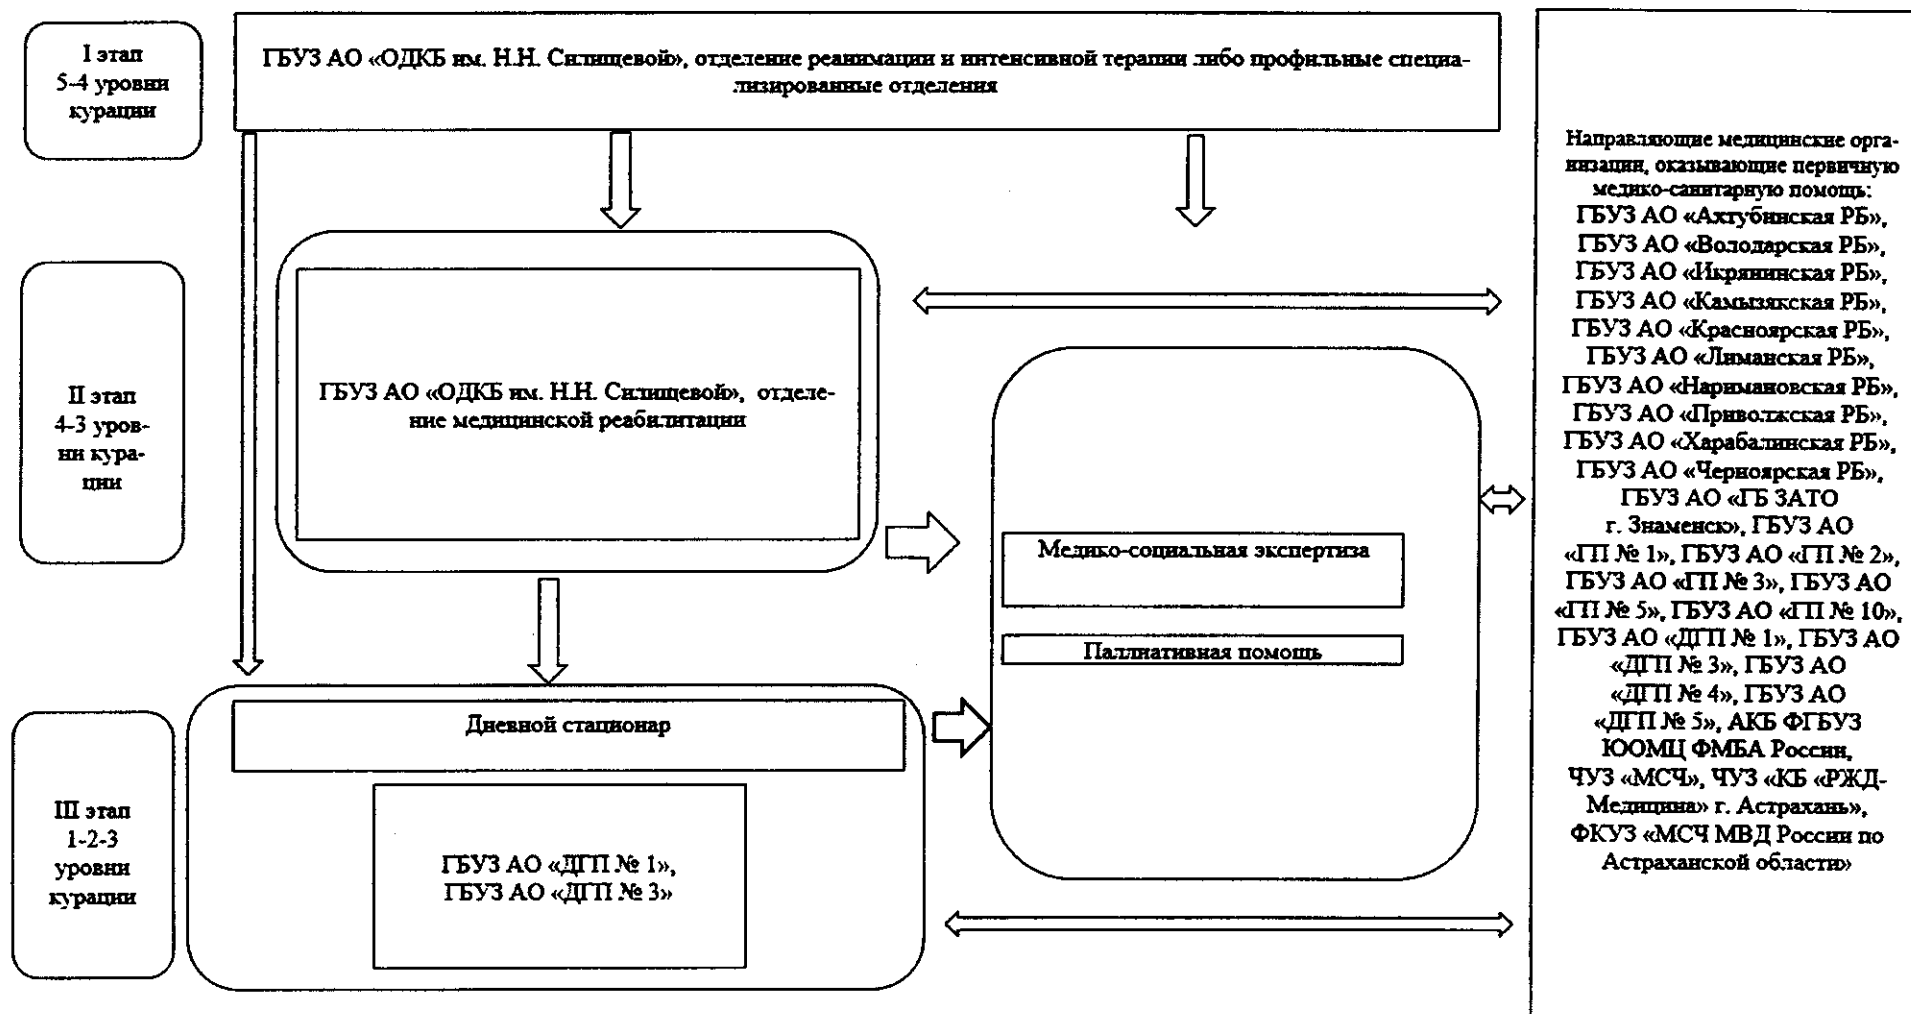 I этап
5-4 уровни
курации
ГБУЗ АО «ОДКБ им. Н.Н. Силищевой», отделение реанимации и интенсивной терапии либо профильные специа-
лизированные отделения
II этап
4-3 уров-
ни кура-
ции
ГБУЗ АО «ОДКБ им. Н.Н. Силищевой», отделе-
ние медицинской реабилитации
Медико-социальная экспертиза
Паллиативная помощь
III этап
1-2-3
уровни
курации
Дневной стационар
ГБУЗ АО «ДГП № 1»,
ГБУЗ АО «ДГП № 3»
Направляющие медицинские орга-
низации, оказывающие первичную
медико-санитарную помощь:
ГБУЗ АО «Ахтубинская РБ»,
ГБУЗ АО «Володарская РБ»,
ГБУЗ АО «Икрянинская РБ»,
ГБУЗ АО «Камызякская РБ»,
ГБУЗ АО «Красноярская РБ»,
ГБУЗ АО «Лиманская РБ»,
ГБУЗ АО «Наримановская РБ»,
ГБУЗ АО «Приволжская РБ»,
ГБУЗ АО «Харабалинская РБ»,
ГБУЗ АО «Черноярская РБ»,
ГБУЗ АО «ГБ ЗАТО
г. Знаменск», ГБУЗ АО
«ГП № 1», ГБУЗ АО «ГП № 2»,
ГБУЗ АО «ГП № 3», ГБУЗ АО
«ГП № 5», ГБУЗ АО «ГП № 10»,
ГБУЗ АО «ДГП № 1», ГБУЗ АО
«ДГП № 3», ГБУЗ АО
«ДГП № 4», ГБУЗ АО
«ДГП № 5», АКБ ФГБУЗ
ЮОМЦ ФМБА России,
ЧУЗ «МСЧ», ЧУЗ «КБ «РЖД-
Медицина» г. Астрахань»,
ФКУЗ «МСЧ МВД России по
Астраханской области»